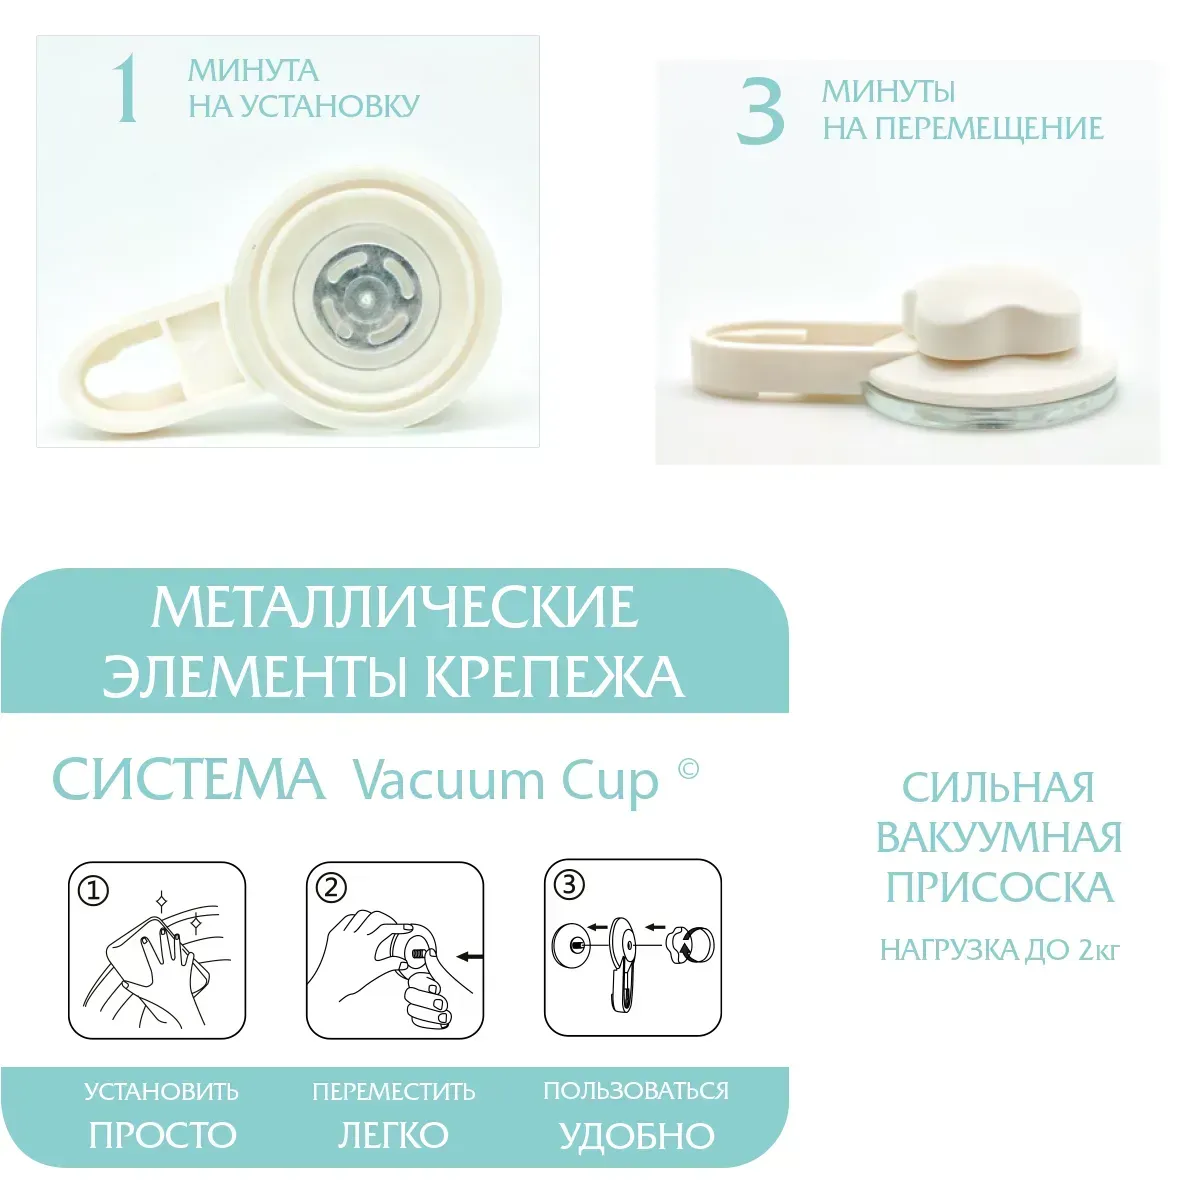 1 МИНУТА
НА УСТАНОВКУ
3 МИНУТЫ
НА ПЕРЕМЕЩЕНИЕ
МЕТАЛЛИЧЕСКИЕ
ЭЛЕМЕНТЫ КРЕПЕЖА
СИСТЕМА Vacuum Cup ©
1 2 3
УСТАНОВИТЬ ПЕРЕМЕСТИТЬ ПОЛЬЗОВАТЬСЯ
ПРОСТО ЛЕГКО УДОБНО
СИЛЬНАЯ
ВАКУУМНАЯ
ПРИСОСКА
НАГРУЗКА ДО 2кг